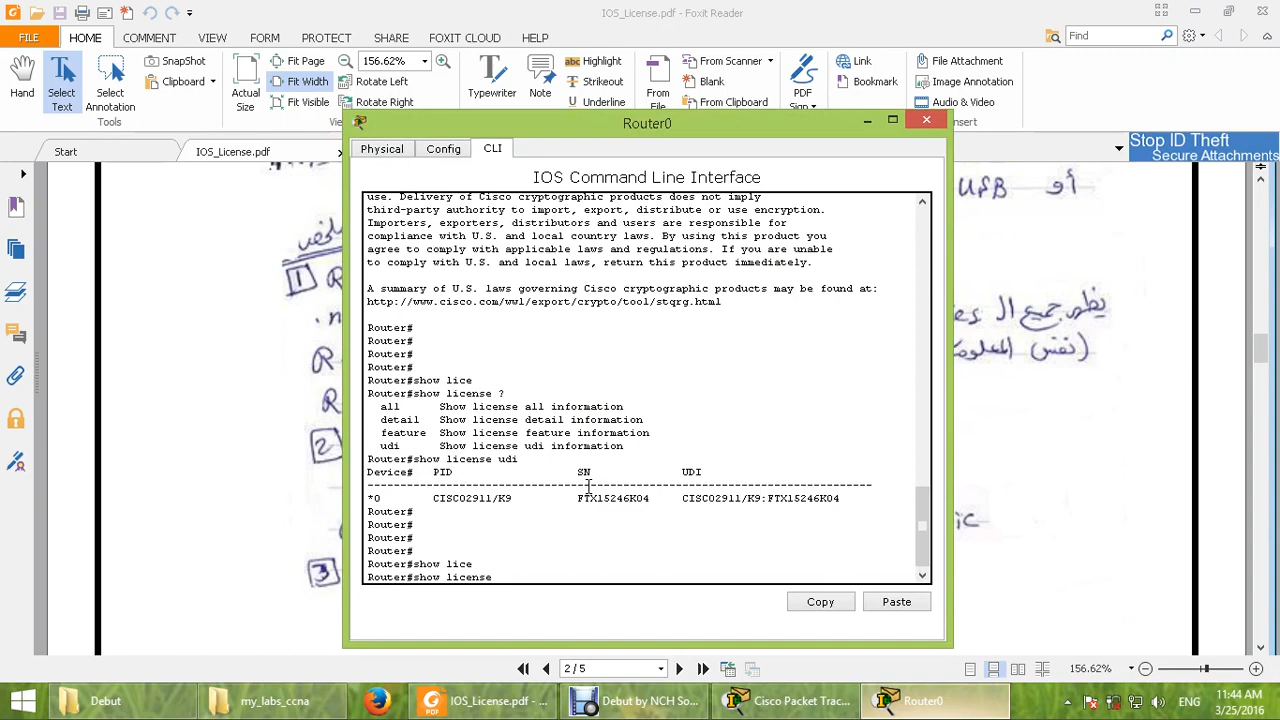 IOS_License.pdf - Foxit Reader
FILE HOME COMMENT VIEW FORM PROTECT SHARE FOXIT CLOUD HELP
Find
Hand
Select Text
SnapShot
Clipboard
Select Annotation
Tools
Actual Size
Fit Page
Fit Width
Fit Visible
156.62%
Rotate Left
Rotate Right
Typewriter
Note
Highlight
Strikeout
Underline
From
From Scanner
Blank
From Clipboard
PDF Sign
Link
Bookmark
File Attachment
Image Annotation
Audio & Video
Start
IOS_License.pdf
Stop ID Theft
Secure Attachments
Router0
Physical Config CLI
IOS Command Line Interface
use. Delivery of Cisco cryptographic products does not imply
third-party authority to import, export, distribute or use encryption.
Importers, exporters, distributors and users are responsible for
compliance with U.S. and local country laws. By using this product you
agree to comply with applicable laws and regulations. If you are unable
to comply with U.S. and local laws, return this product immediately.
A summary of U.S. laws governing Cisco cryptographic products may be found at:
http://www.cisco.com/wwl/export/crypto/tool/stqrg.html
Router#
Router#
Router#
Router#
Router#show lice
Router#show license ?
all Show license all information
detail Show license detail information
feature Show license feature information
udi Show license udi information
Router#show license udi
Device# PID SN UDI
-------------------------------------------------------------------------------
*0 CISCO2911/K9 FTX15246K04 CISCO2911/K9:FTX15246K04
Router#
Router#
Router#
Router#
Router#show lice
Router#show license
Copy Paste
أو USB
1 R
R
R
2
3
يظهر جميع ال
ic
2 / 5
156.62%
Debut
my_labs_ccna
IOS_License.pdf - ...
Debut by NCH So...
Cisco Packet Trac...
Router0
ENG
11:44 AM
3/25/2016